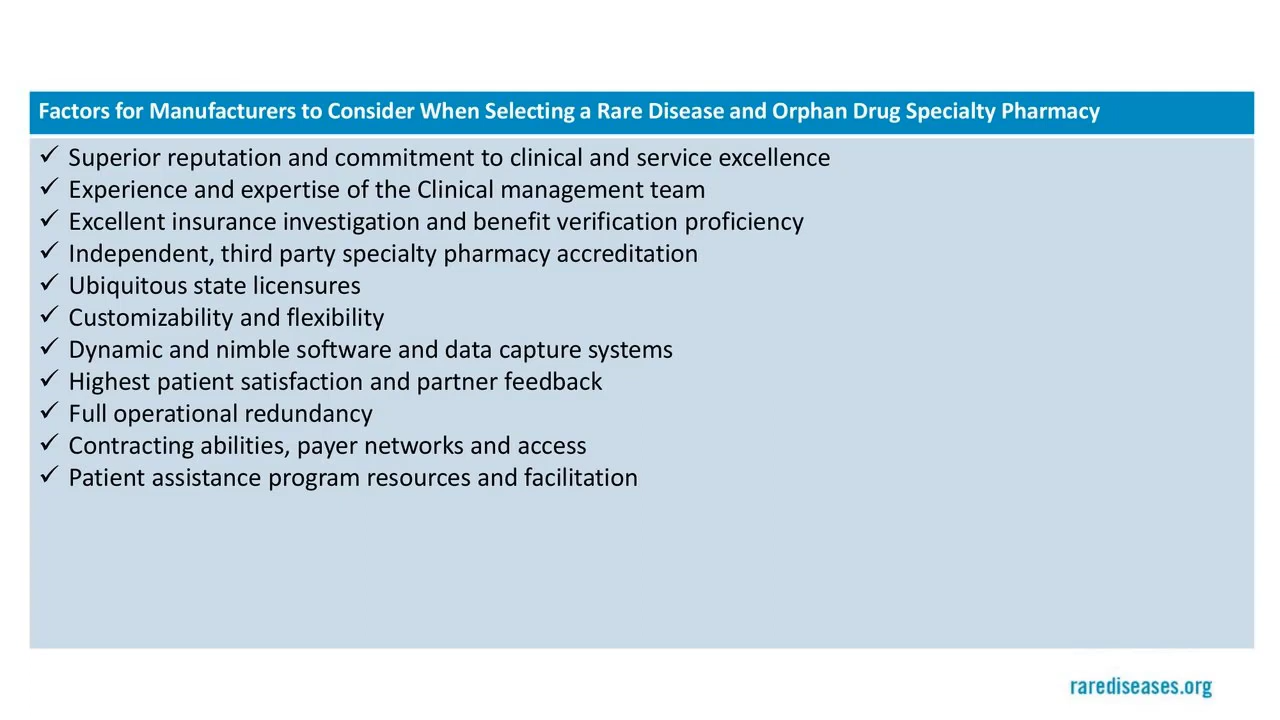 Factors for Manufacturers to Consider When Selecting a Rare Disease and Orphan Drug Specialty Pharmacy
✓ Superior reputation and commitment to clinical and service excellence
✓ Experience and expertise of the Clinical management team
✓ Excellent insurance investigation and benefit verification proficiency
✓ Independent, third party specialty pharmacy accreditation
✓ Ubiquitous state licensures
✓ Customizability and flexibility
✓ Dynamic and nimble software and data capture systems
✓ Highest patient satisfaction and partner feedback
✓ Full operational redundancy
✓ Contracting abilities, payer networks and access
✓ Patient assistance program resources and facilitation
rarediseases.org